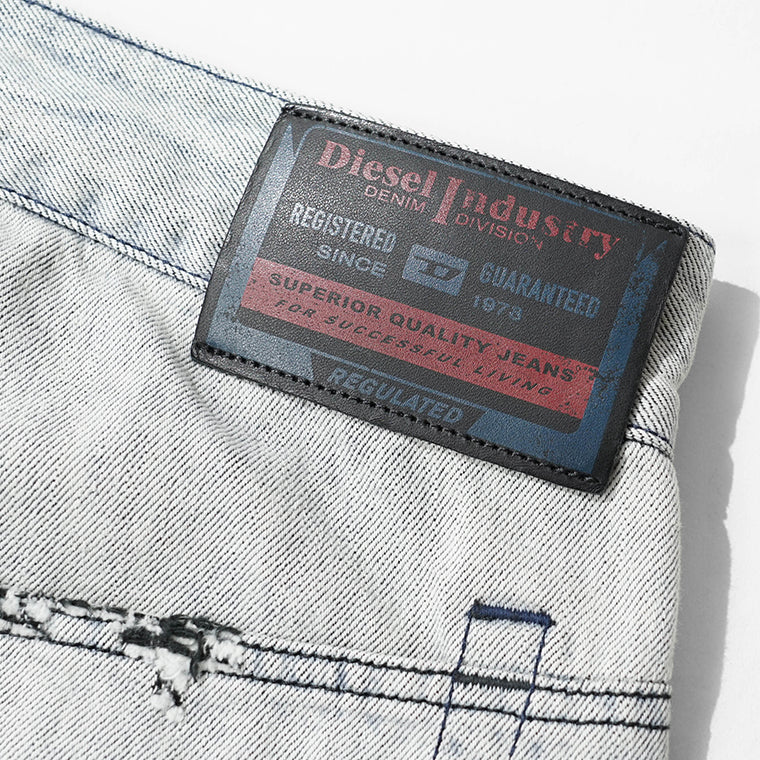 Diesel Industry
DENIM DIVISION
REGISTERED GUARANTEED
SINCE D 1978
SUPERIOR QUALITY JEANS
FOR SUCCESSFUL LIVING
REGULATED